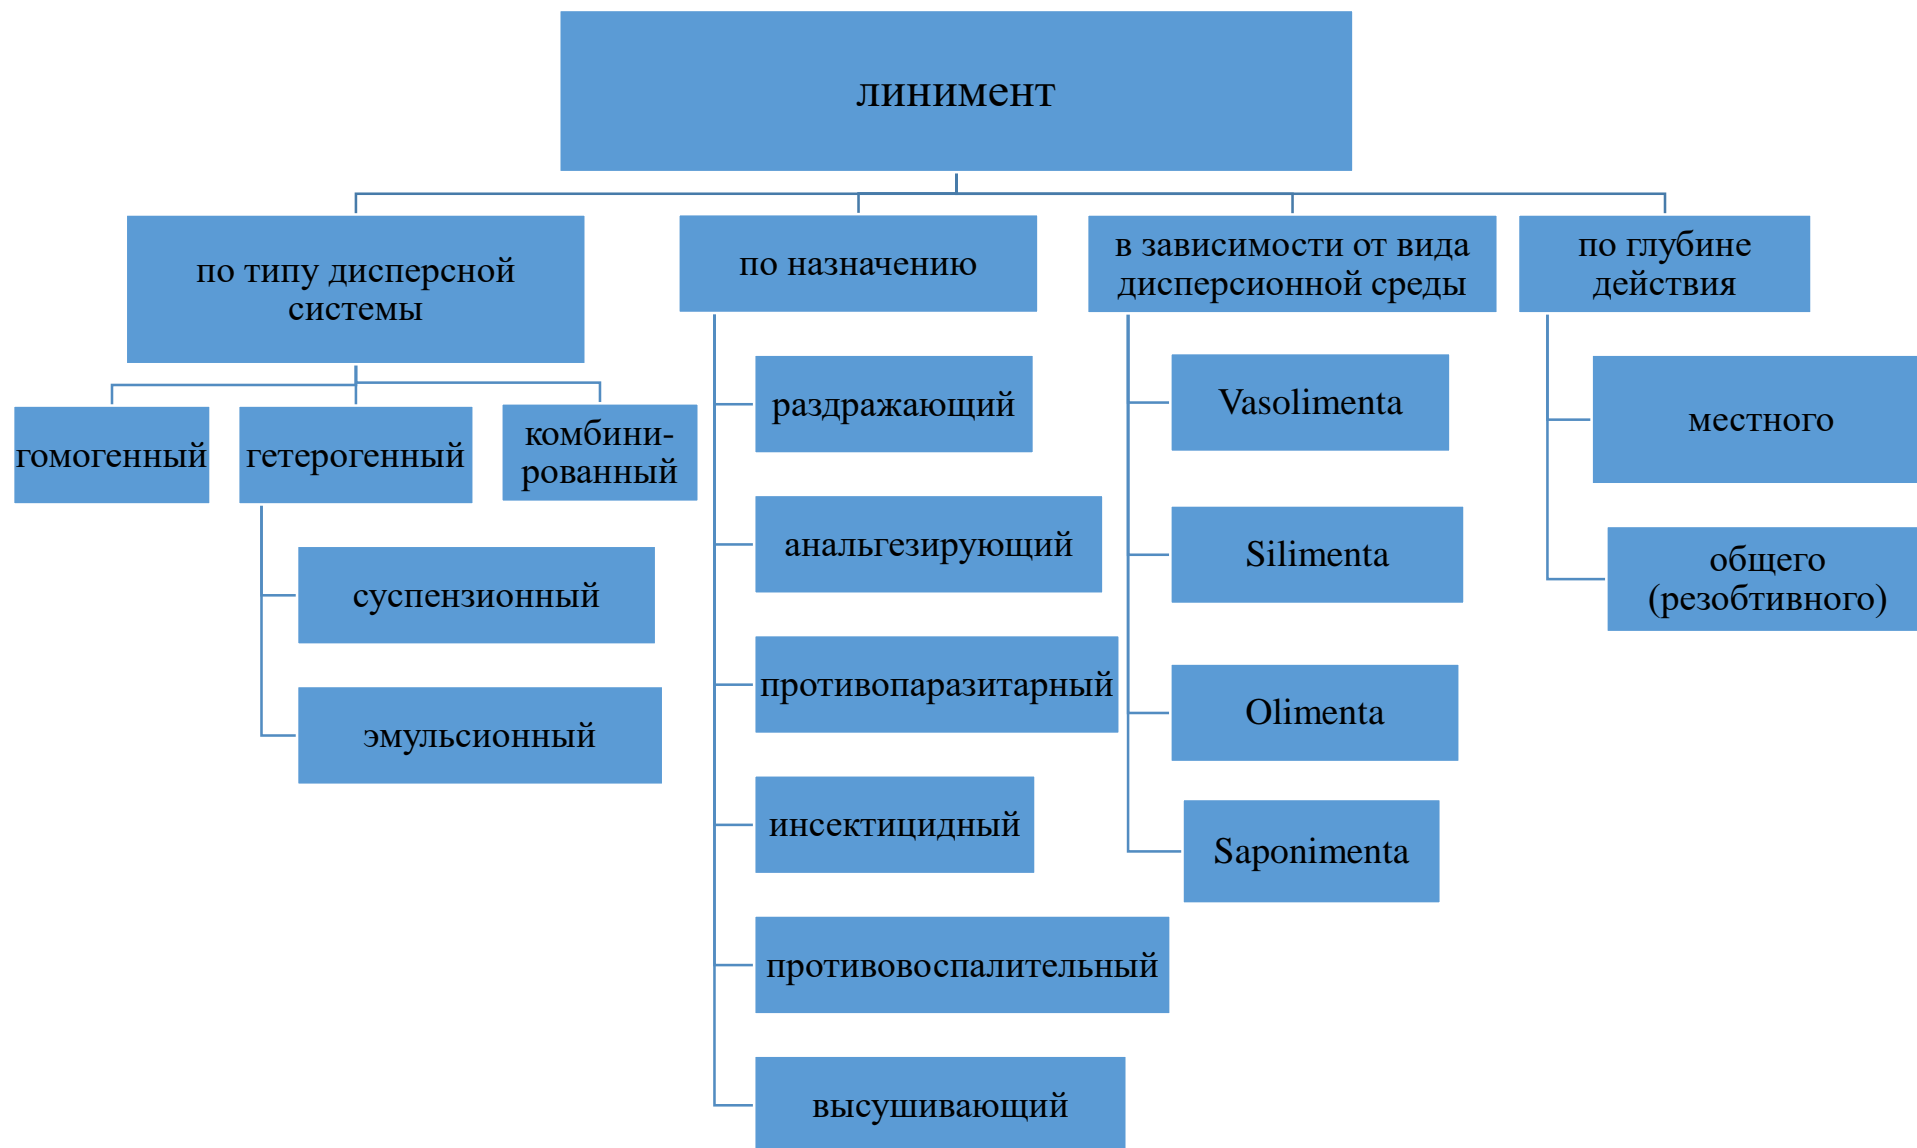 линимент
по типу дисперсной
системы
гомогенный
гетерогенный
комбини-
рованный
суспензионный
эмульсионный
по назначению
раздражающий
анальгезирующий
противопаразитарный
инсектицидный
противовоспалительный
высушивающий
в зависимости от вида
дисперсионной среды
Vasolimenta
Silimenta
Olimenta
Saponimenta
по глубине
действия
местного
общего
(резобтивного)